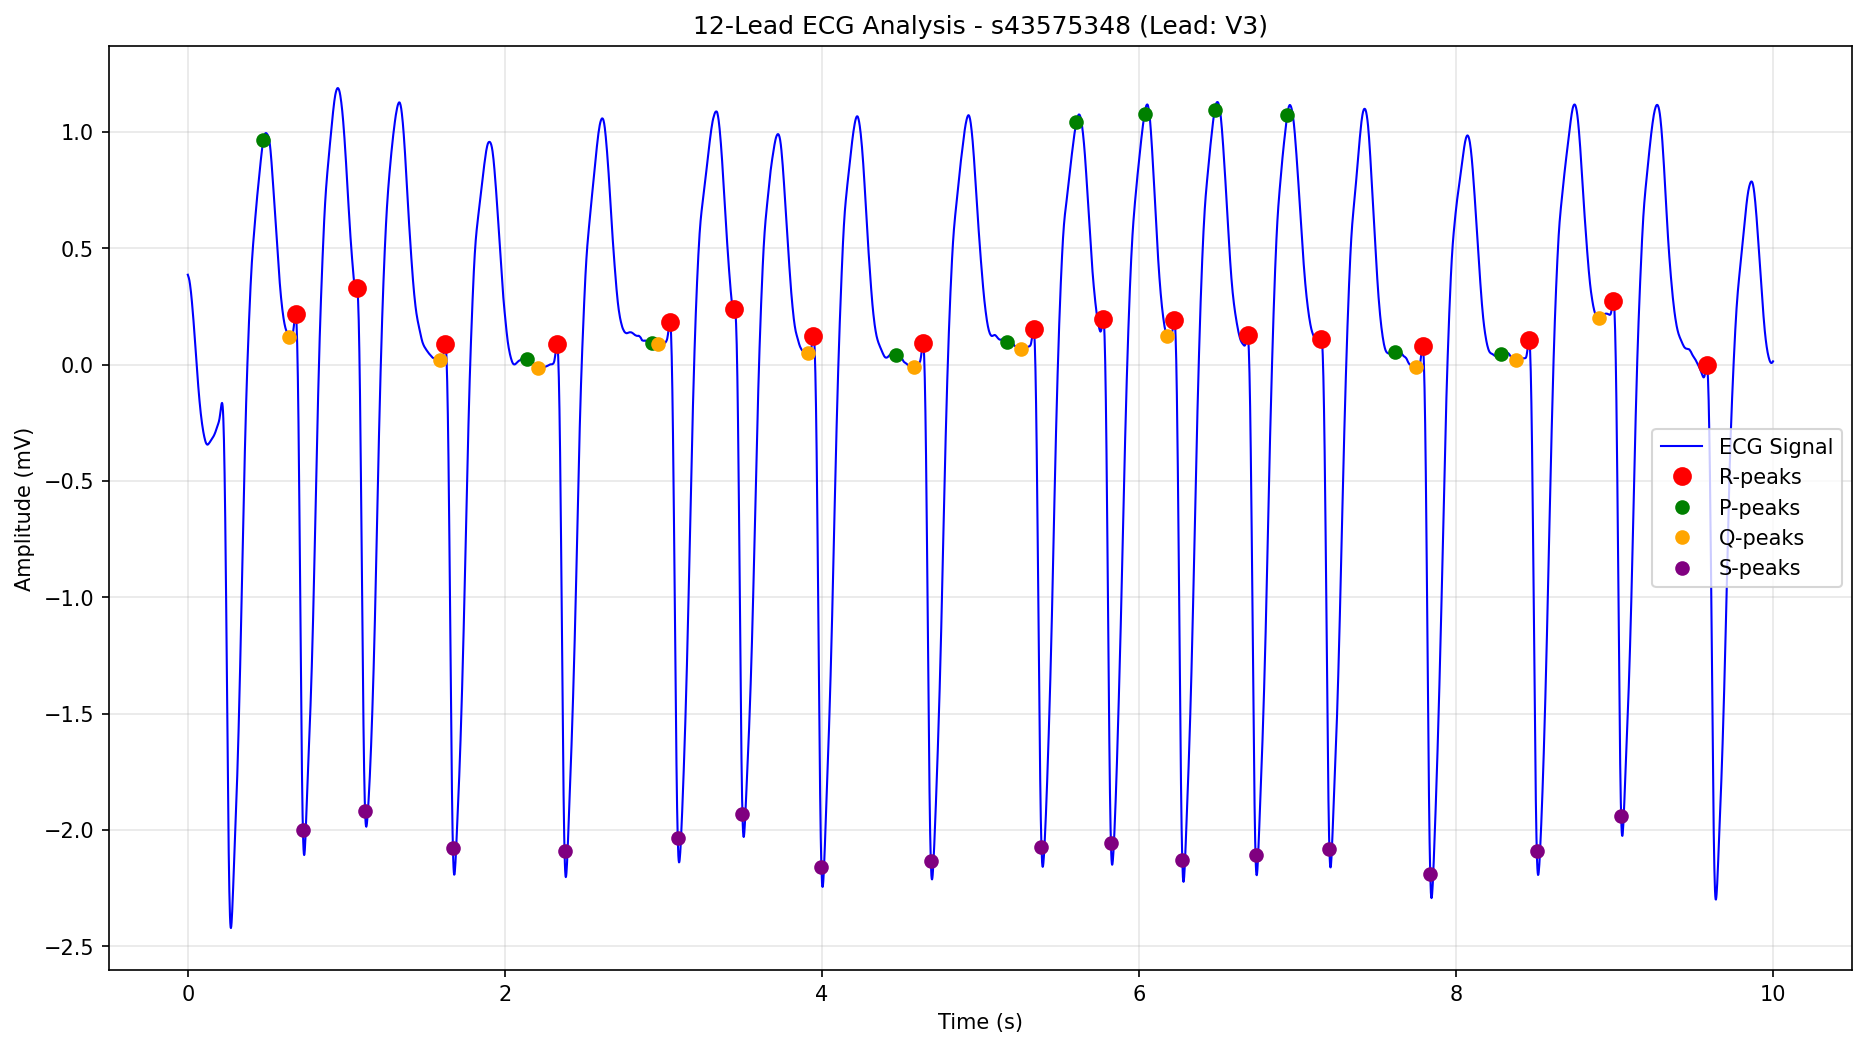 12-Lead ECG Analysis - s43575348 (Lead: V3)
1.0
0.5
0.0
−0.5
−1.0
−1.5
−2.0
−2.5
Amplitude (mV)
ECG Signal
R-peaks
P-peaks
Q-peaks
S-peaks
0
2
4
6
8
10
Time (s)